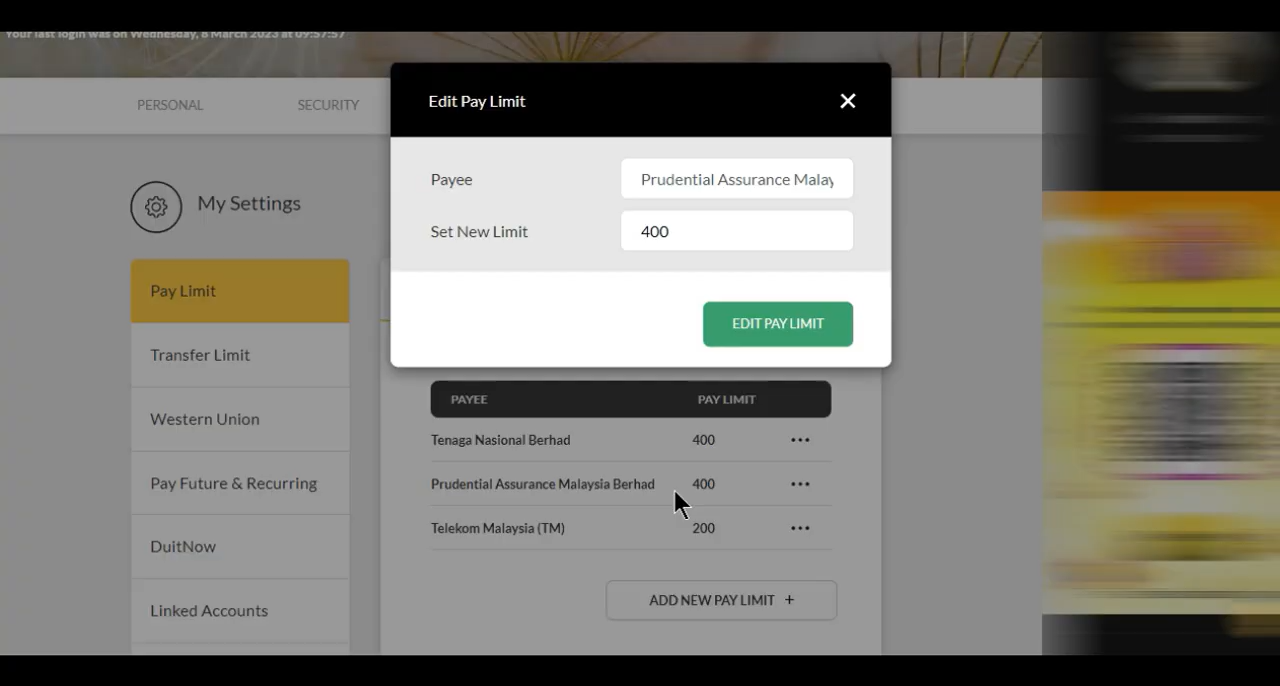 Your last login was on Wednesday, 8 March 2023 at 09:57:57
Edit Pay Limit
PERSONAL SECURITY
Payee Prudential Assurance Malay
My Settings
Set New Limit 400
Pay Limit
EDIT PAY LIMIT
Transfer Limit
PAYEE PAY LIMIT
Western Union
Tenaga Nasional Berhad 400
Pay Future & Recurring
Prudential Assurance Malaysia Berhad 400
Telekom Malaysia (TM) 200
DuitNow
ADD NEW PAY LIMIT +
Linked Accounts